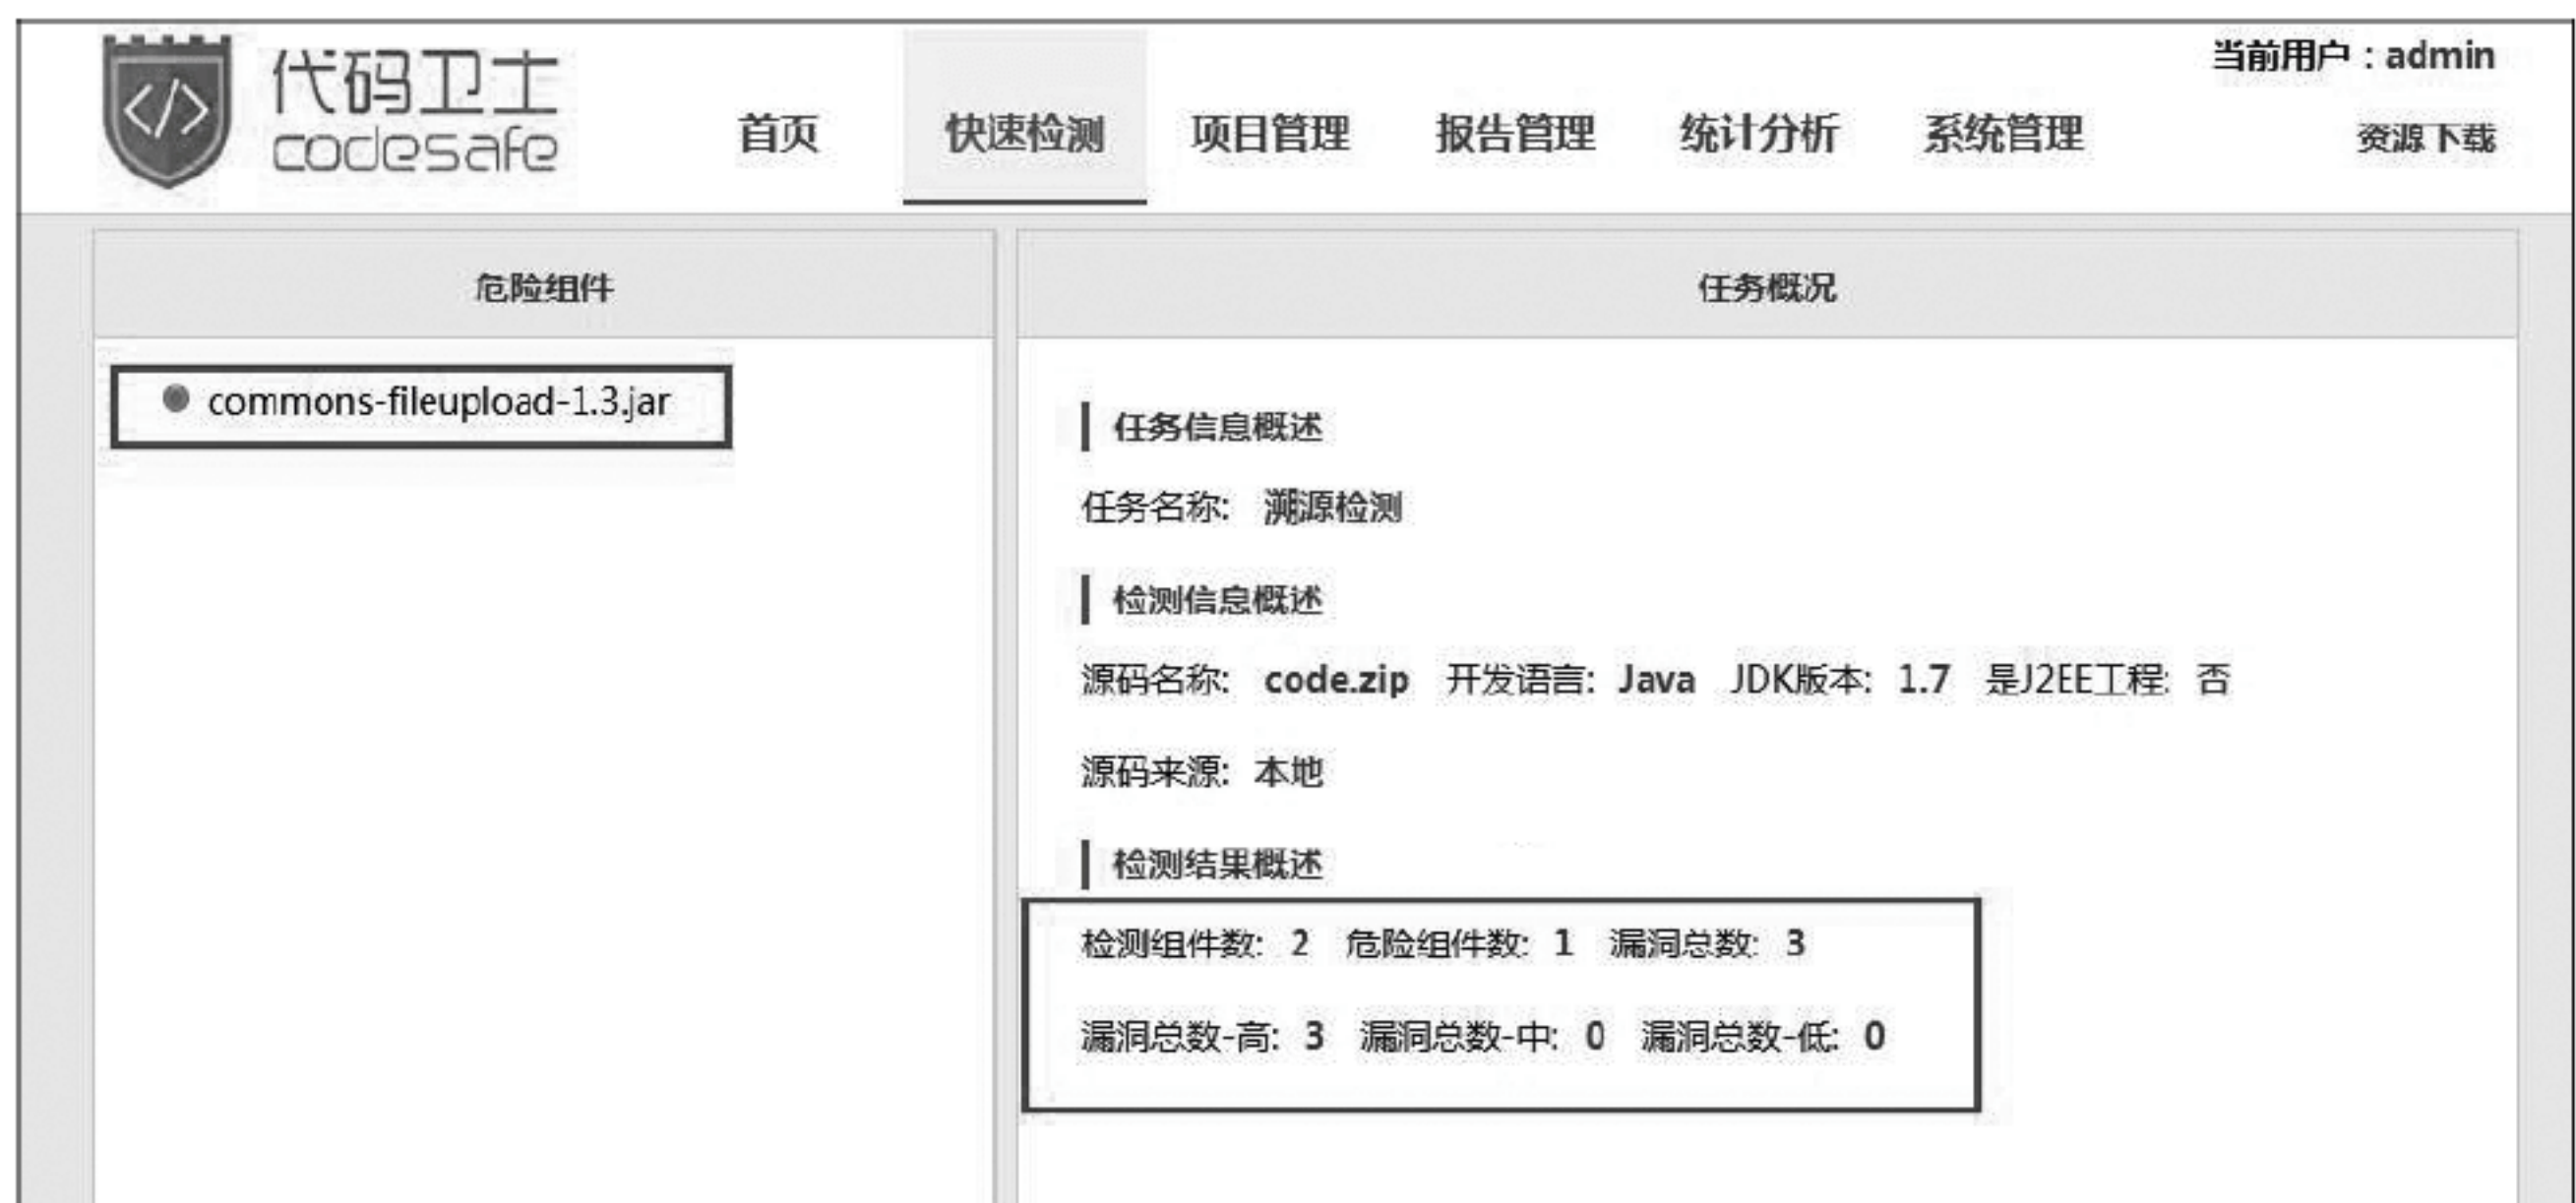 代码卫士
codesafe
当前用户：admin
首页 快速检测 项目管理 报告管理 统计分析 系统管理 资源下载
危险组件
commons-fileupload-1.3.jar
任务概况
任务信息概述
任务名称: 溯源检测
检测信息概述
源码名称: code.zip 开发语言: Java JDK版本: 1.7 是J2EE工程: 否
源码来源: 本地
检测结果概述
检测组件数: 2 危险组件数: 1 漏洞总数: 3
漏洞总数-高: 3 漏洞总数-中: 0 漏洞总数-低: 0